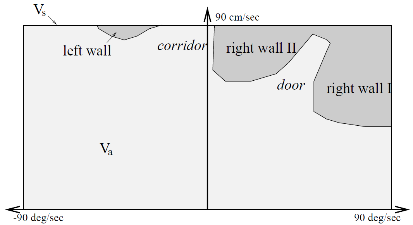 Vs
90 cm/sec
left wall
corridor
right wall II
door
right wall I
Va
-90 deg/sec
90 deg/sec